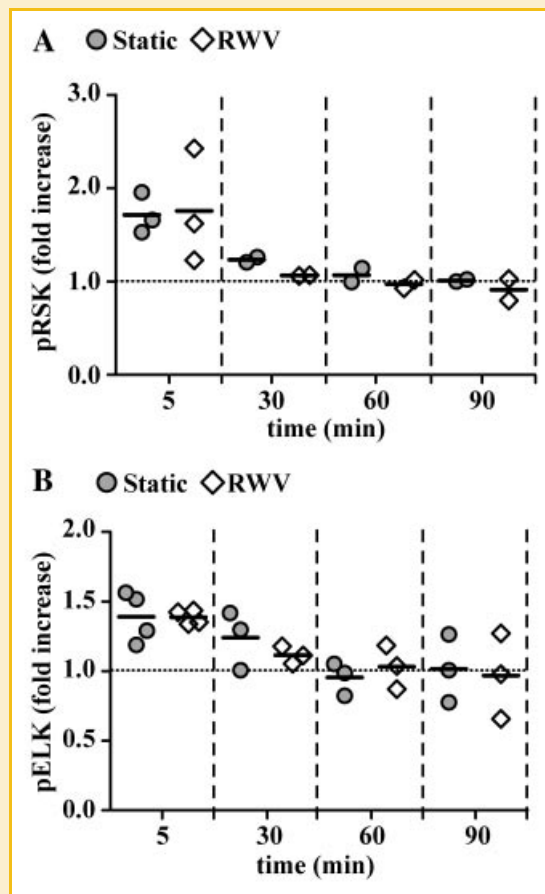 A Static RWV
3.0
2.0
1.0
0.0
pRSK (fold increase)
5 30 60 90
time (min)
B Static RWV
2.0
1.5
1.0
0.5
0.0
pELK (fold increase)
5 30 60 90
time (min)